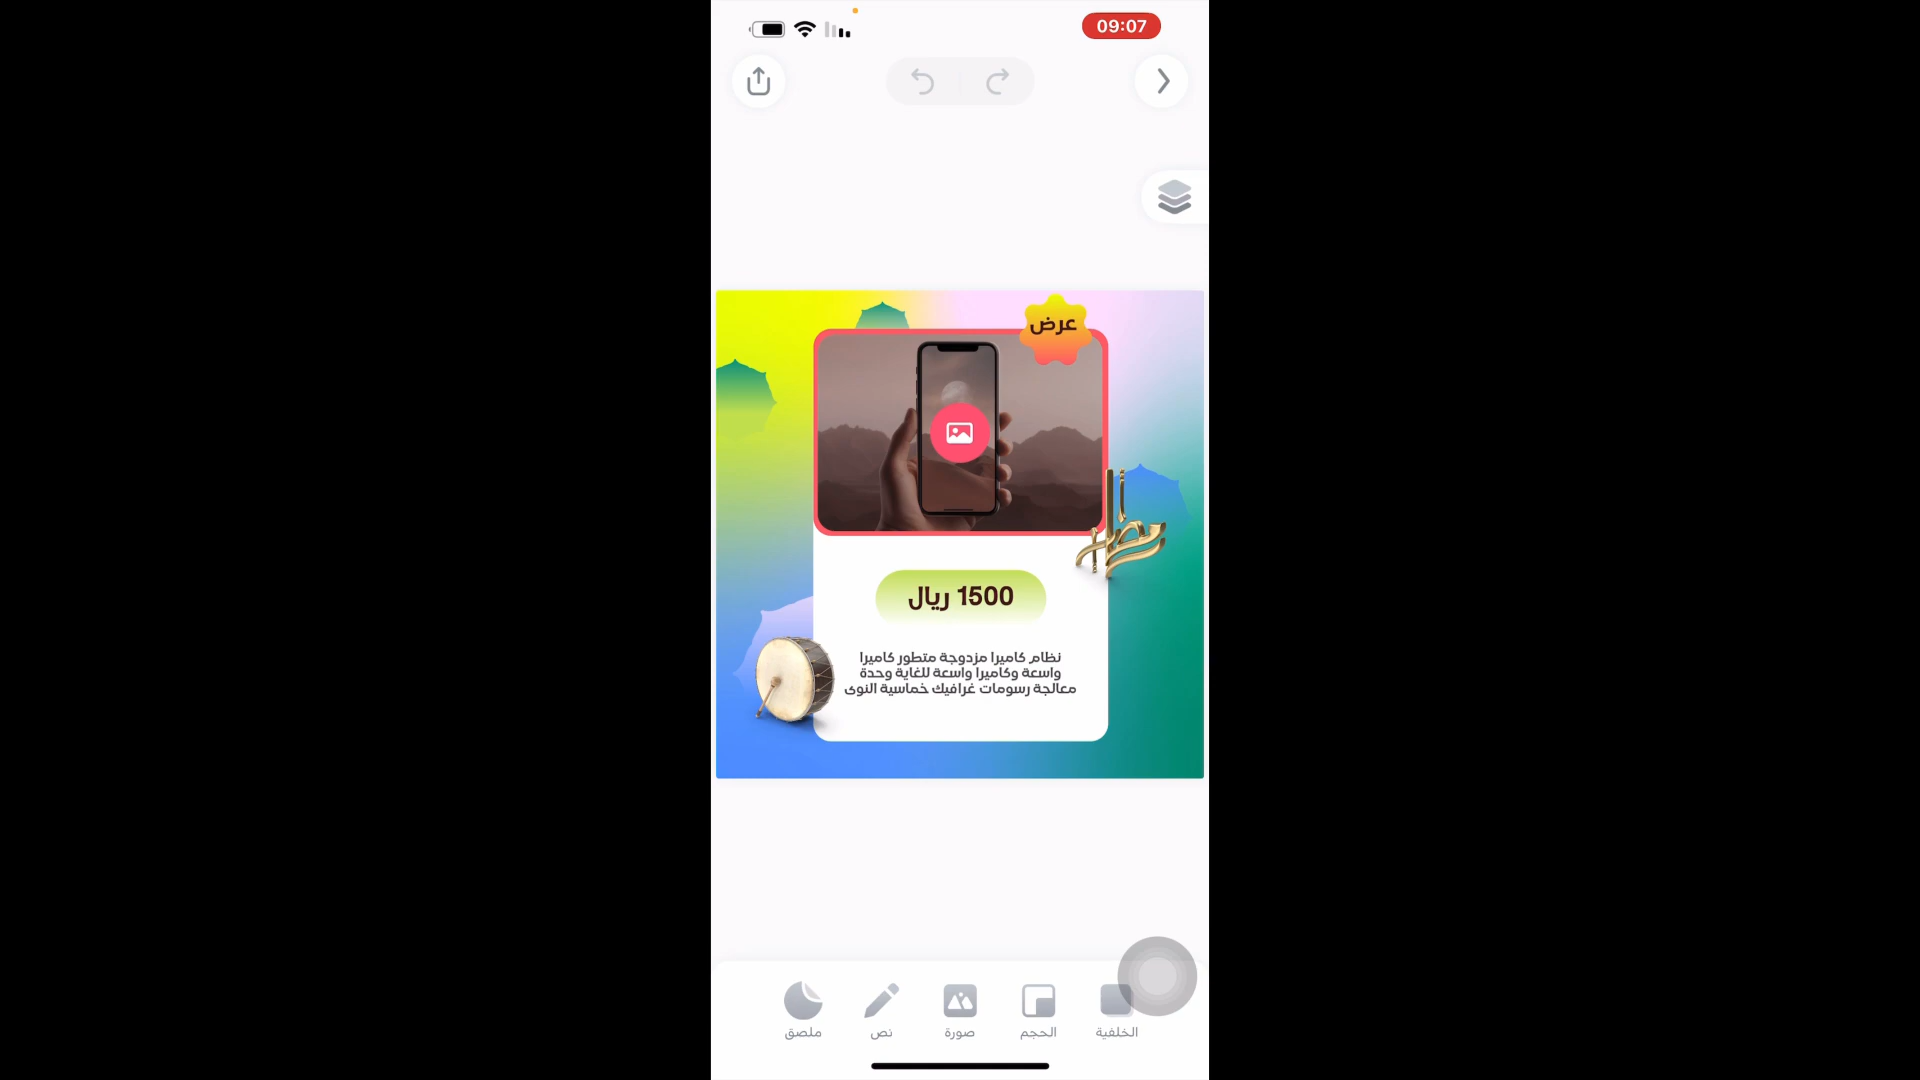 09:07
عرض
1500 ريال
نظام كاميرا مزدوجة متطور كاميرا
واسعة وكاميرا واسعة للغاية وحدة
معالجة رسومات غرافيك خماسية النوى
الخلفية
الحجم
صورة
نص
ملصق